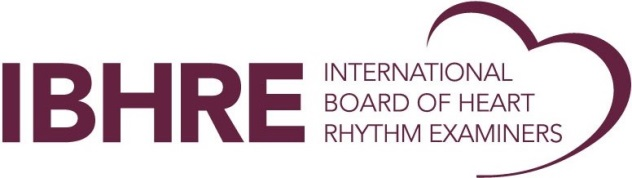 IBHRE
INTERNATIONAL
BOARD OF HEART
RHYTHM EXAMINERS